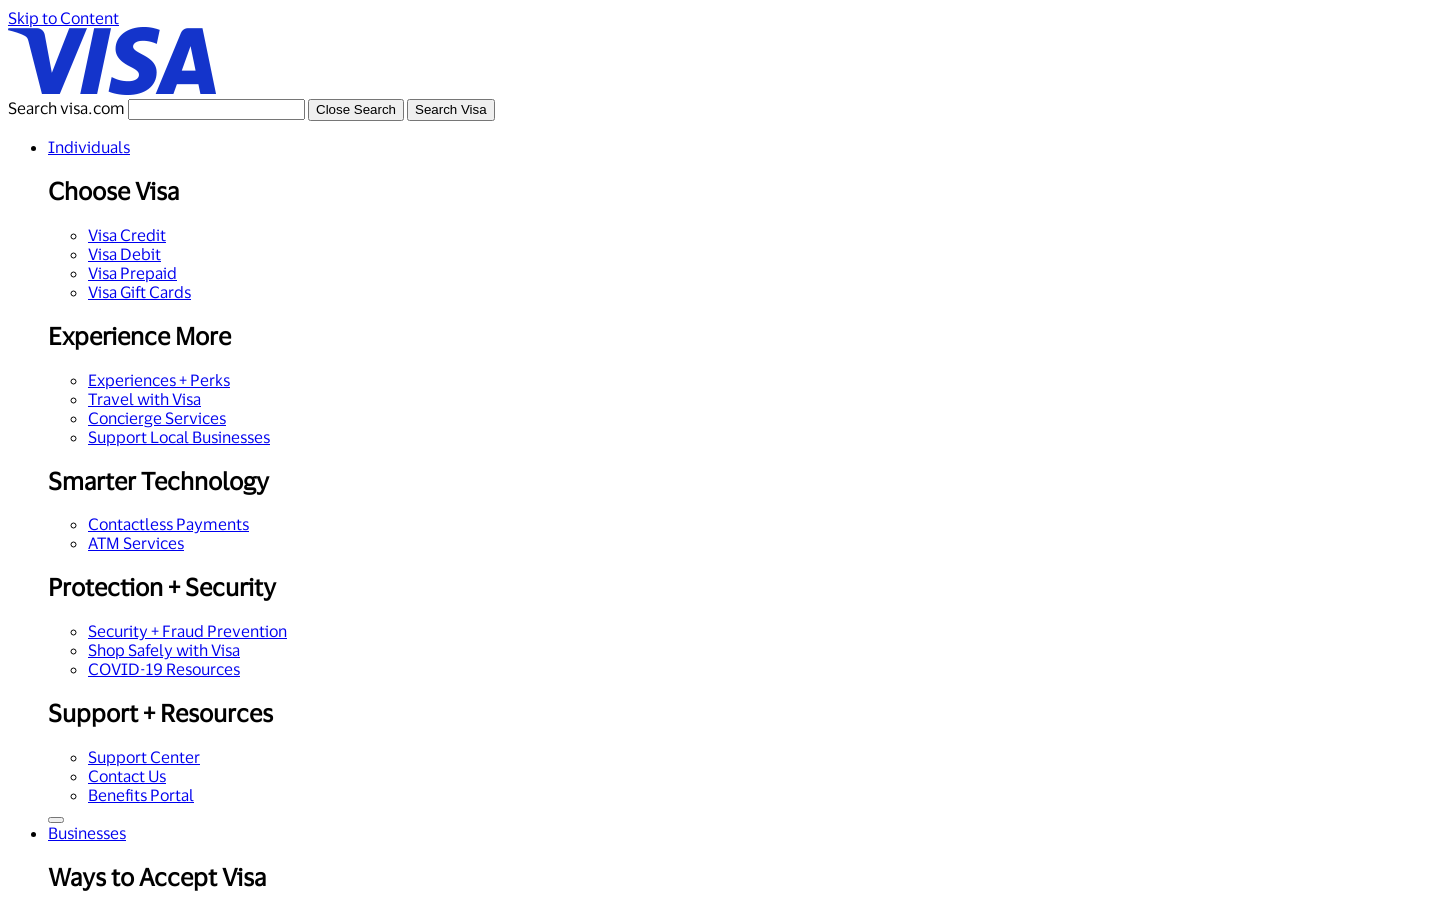 Skip to Content
VISA
Search visa.com Close Search Search Visa
Individuals
Choose Visa
Visa Credit
Visa Debit
Visa Prepaid
Visa Gift Cards
Experience More
Experiences + Perks
Travel with Visa
Concierge Services
Support Local Businesses
Smarter Technology
Contactless Payments
ATM Services
Protection + Security
Security + Fraud Prevention
Shop Safely with Visa
COVID-19 Resources
Support + Resources
Support Center
Contact Us
Benefits Portal
Businesses
Ways to Accept Visa